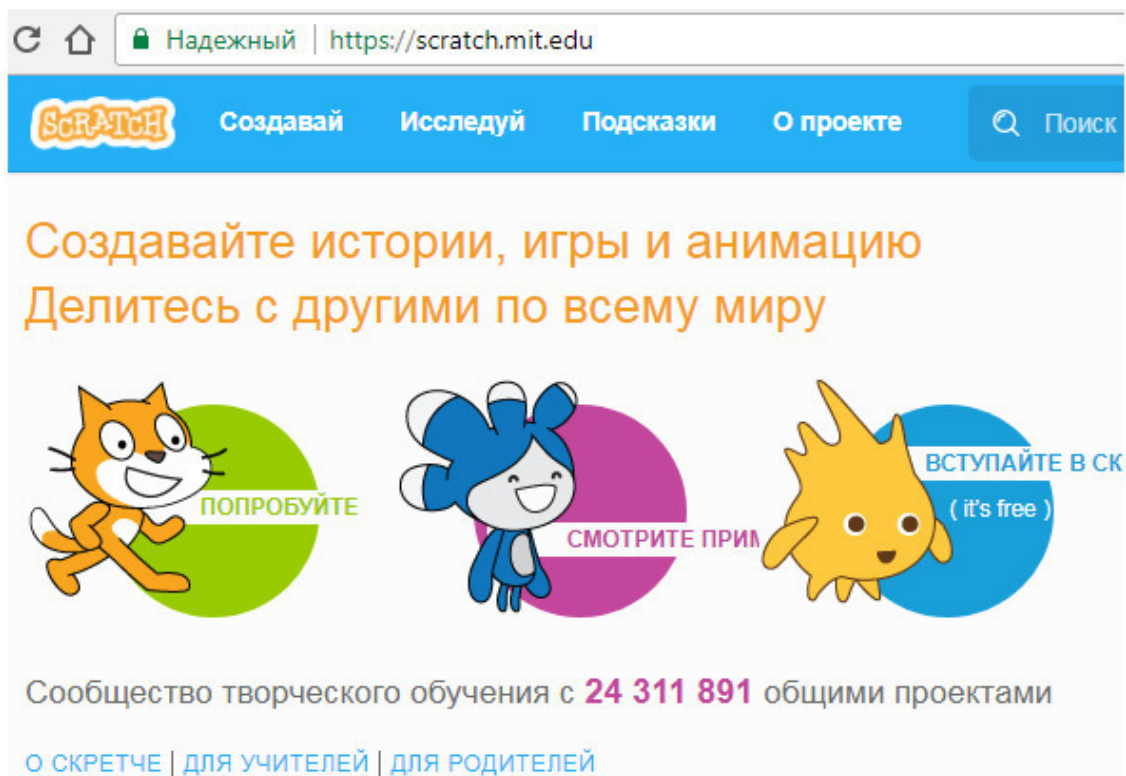 Надежный | https://scratch.mit.edu
SCRATCH Создавай Исследуй Подсказки О проекте Поиск
Создавайте истории, игры и анимацию
Делитесь с другими по всему миру
ПОПРОБУЙТЕ
СМОТРИТЕ ПРИМ
ВСТУПАЙТЕ В СК
( it's free )
Сообщество творческого обучения с 24 311 891 общими проектами
О СКРЕТЧЕ | ДЛЯ УЧИТЕЛЕЙ | ДЛЯ РОДИТЕЛЕЙ